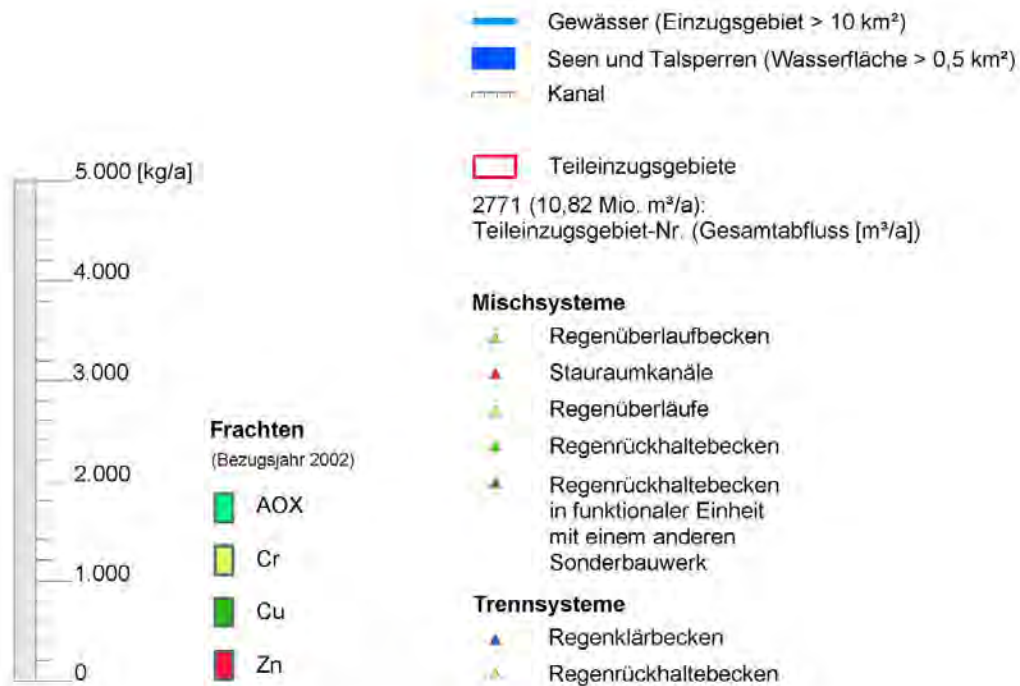 Gewässer (Einzugsgebiet > 10 km²)
Seen und Talsperren (Wasserfläche > 0,5 km²)
Kanal
Teileinzugsgebiete
2771 (10,82 Mio. m³/a):
Teileinzugsgebiet-Nr. (Gesamtabfluss [m³/a])
5.000 [kg/a]
4.000
3.000
2.000
1.000
0
Frachten
(Bezugsjahr 2002)
AOX
Cr
Cu
Zn
Mischsysteme
Regenüberlaufbecken
Stauraumkanäle
Regenüberläufe
Regenrückhaltebecken
Regenrückhaltebecken
in funktionaler Einheit
mit einem anderen
Sonderbauwerk
Trennsysteme
Regenklärbecken
Regenrückhaltebecken